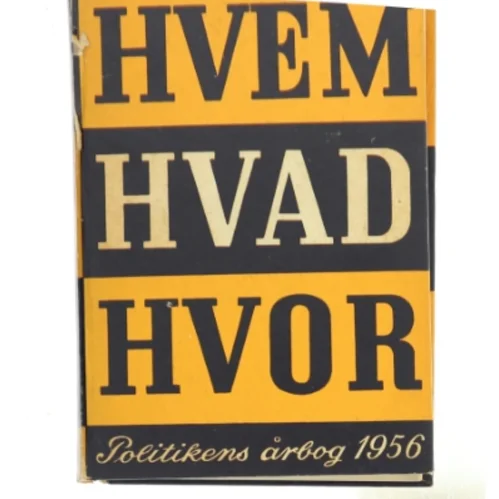 HVEM
HVAD
HVOR
Politikens årbog 1956